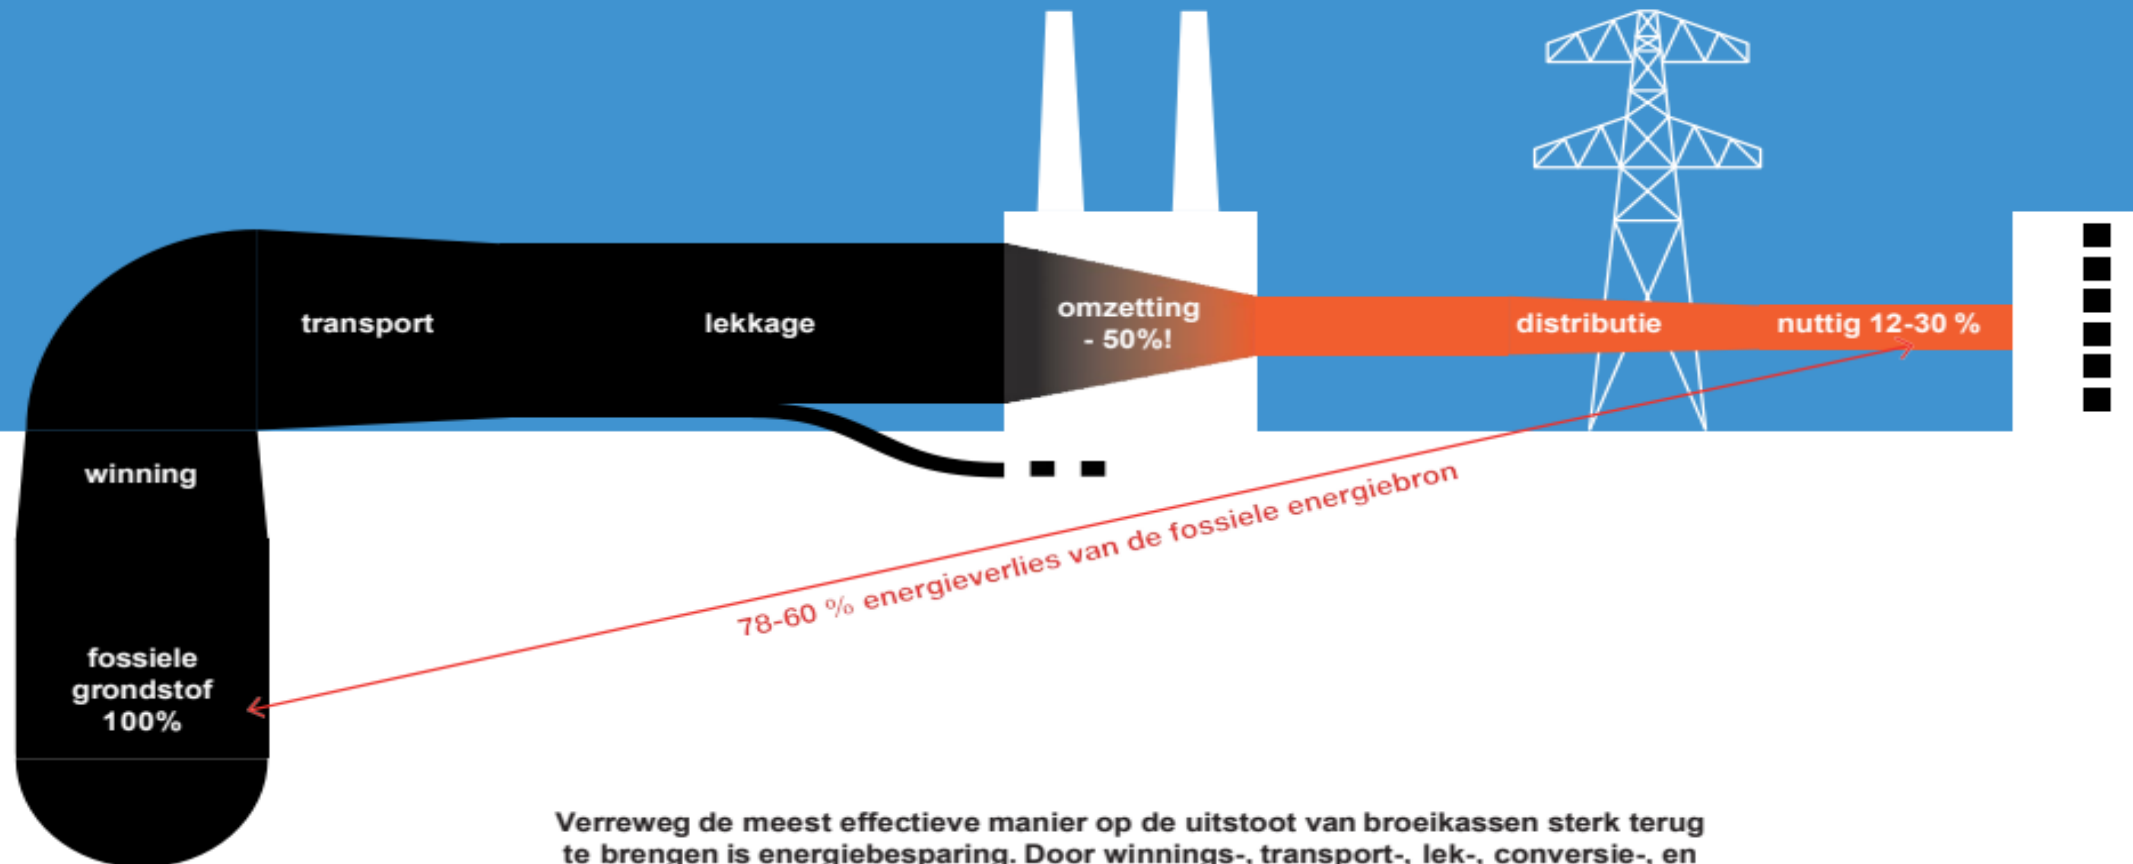 transport
lekkage
omzetting
- 50%!
distributie
nuttig 12-30 %
winning
78-60 % energieverlies van de fossiele energiebron
fossiele
grondstof
100%
Verreweg de meest effectieve manier op de uitstoot van broeikassen sterk terug
te brengen is energiebesparing. Door winnings-, transport-, lek-, conversie-, en